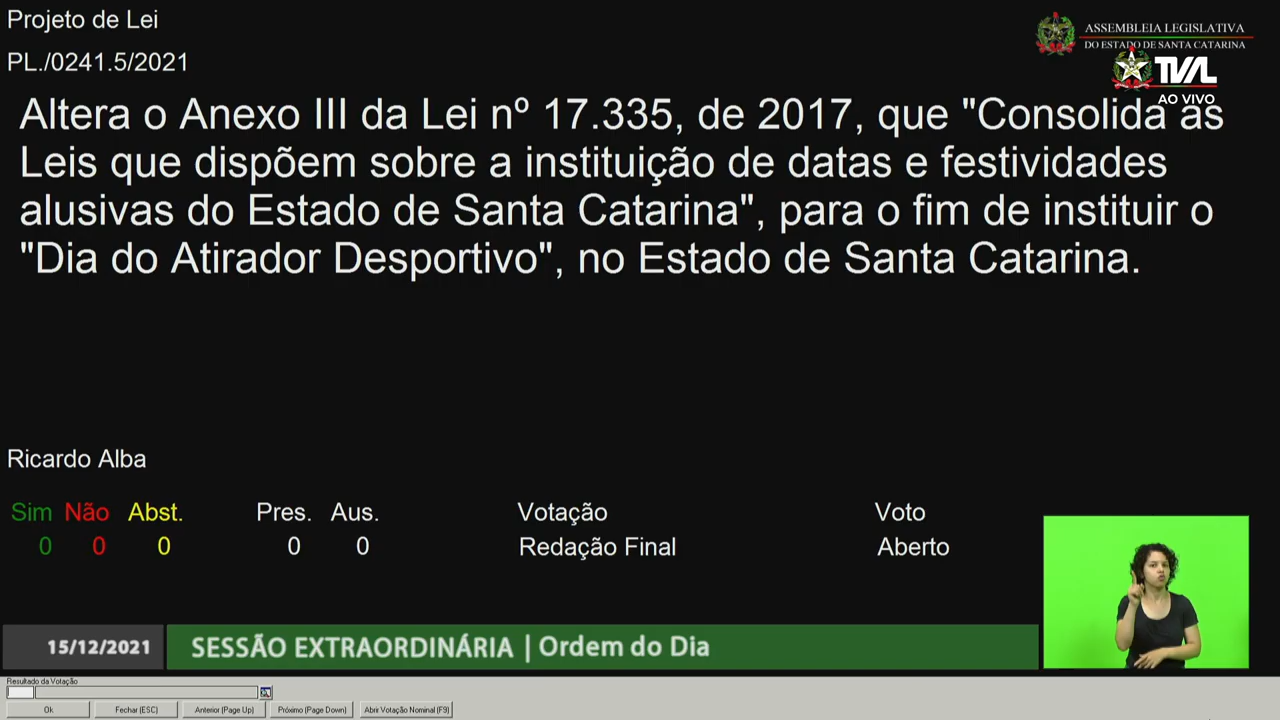 Projeto de Lei
PL./0241.5/2021
ASSEMBLEIA LEGISLATIVA
DO ESTADO DE SANTA CATARINA
TVAL
AO VIVO
Altera o Anexo III da Lei nº 17.335, de 2017, que "Consolida as
Leis que dispõem sobre a instituição de datas e festividades
alusivas do Estado de Santa Catarina", para o fim de instituir o
"Dia do Atirador Desportivo", no Estado de Santa Catarina.
Ricardo Alba
Sim Não Abst. Pres. Aus. Votação Voto
0 0 0 0 0 Redação Final Aberto
15/12/2021 SESSÃO EXTRAORDINÁRIA | Ordem do Dia
Resultado da Votação
Ok Fechar (ESC) Anterior (Page Up) Próximo (Page Down) Abrir Votação Nominal (F9)